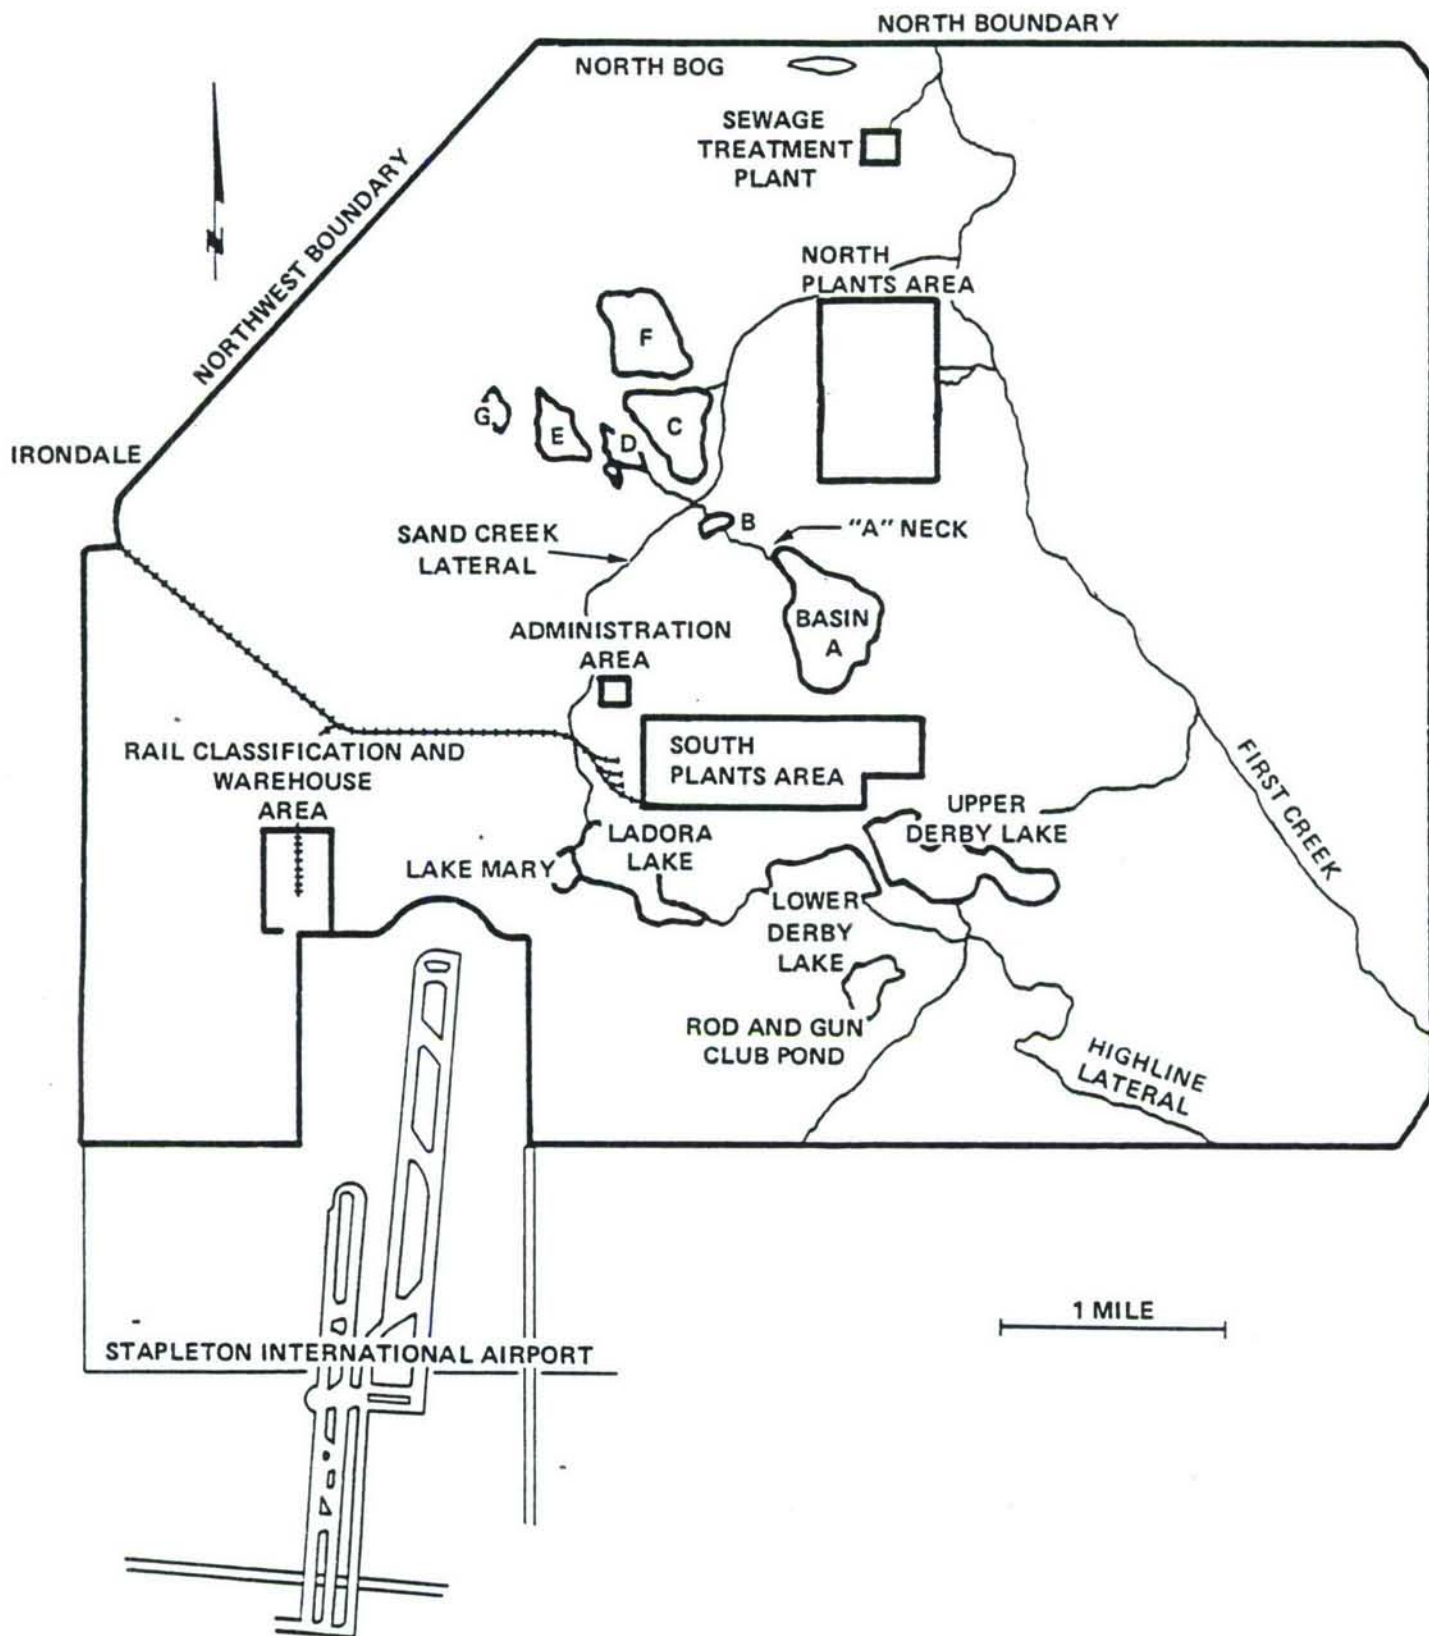 NORTH BOUNDARY
NORTH BOG
SEWAGE
TREATMENT
PLANT
NORTHWEST BOUNDARY
N
NORTH
PLANTS AREA
F
G
E
D
C
IRONDALE
B
"A" NECK
SAND CREEK
LATERAL
BASIN
A
ADMINISTRATION
AREA
RAIL CLASSIFICATION AND
WAREHOUSE
AREA
SOUTH
PLANTS AREA
FIRST CREEK
UPPER
DERBY LAKE
LADORA
LAKE
LAKE MARY
LOWER
DERBY
LAKE
ROD AND GUN
CLUB POND
HIGHLINE
LATERAL
1 MILE
STAPLETON INTERNATIONAL AIRPORT